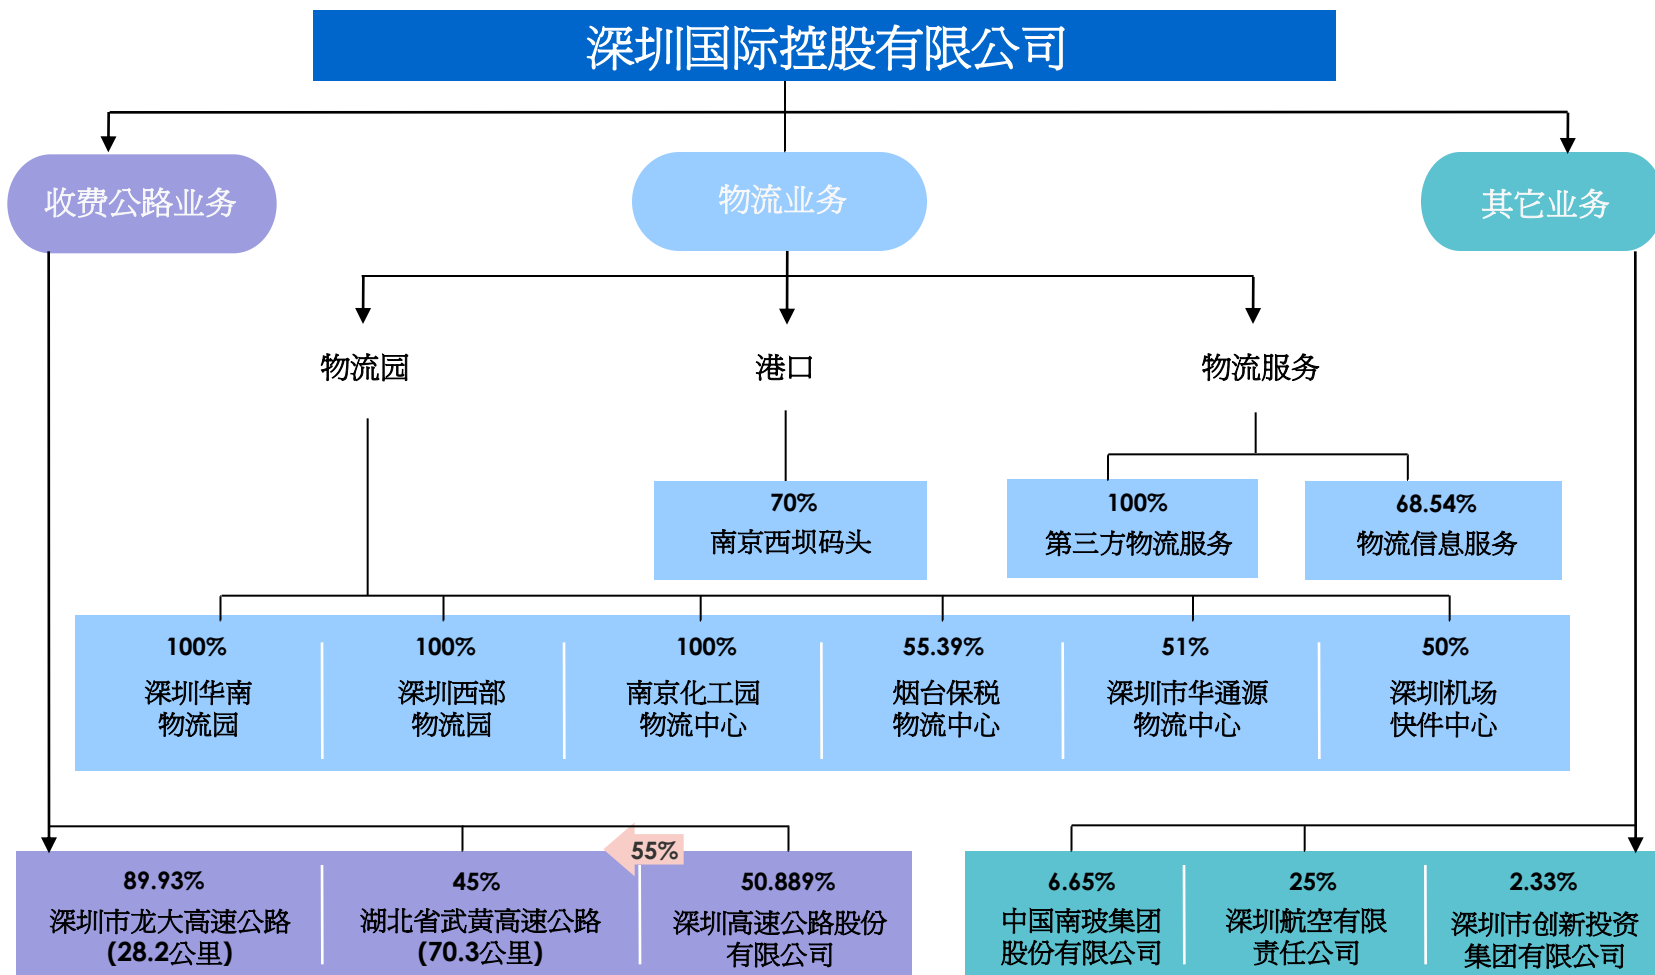 深圳国际控股有限公司
收费公路业务
物流业务
其它业务
物流园
港口
物流服务
70%
南京西坝码头
100%
第三方物流服务
68.54%
物流信息服务
100%
深圳华南
物流园
100%
深圳西部
物流园
100%
南京化工园
物流中心
55.39%
烟台保税
物流中心
51%
深圳市华通源
物流中心
50%
深圳机场
快件中心
55%
89.93%
深圳市龙大高速公路
(28.2公里)
45%
湖北省武黄高速公路
(70.3公里)
50.889%
深圳高速公路股份
有限公司
6.65%
中国南玻集团
股份有限公司
25%
深圳航空有限
责任公司
2.33%
深圳市创新投资
集团有限公司